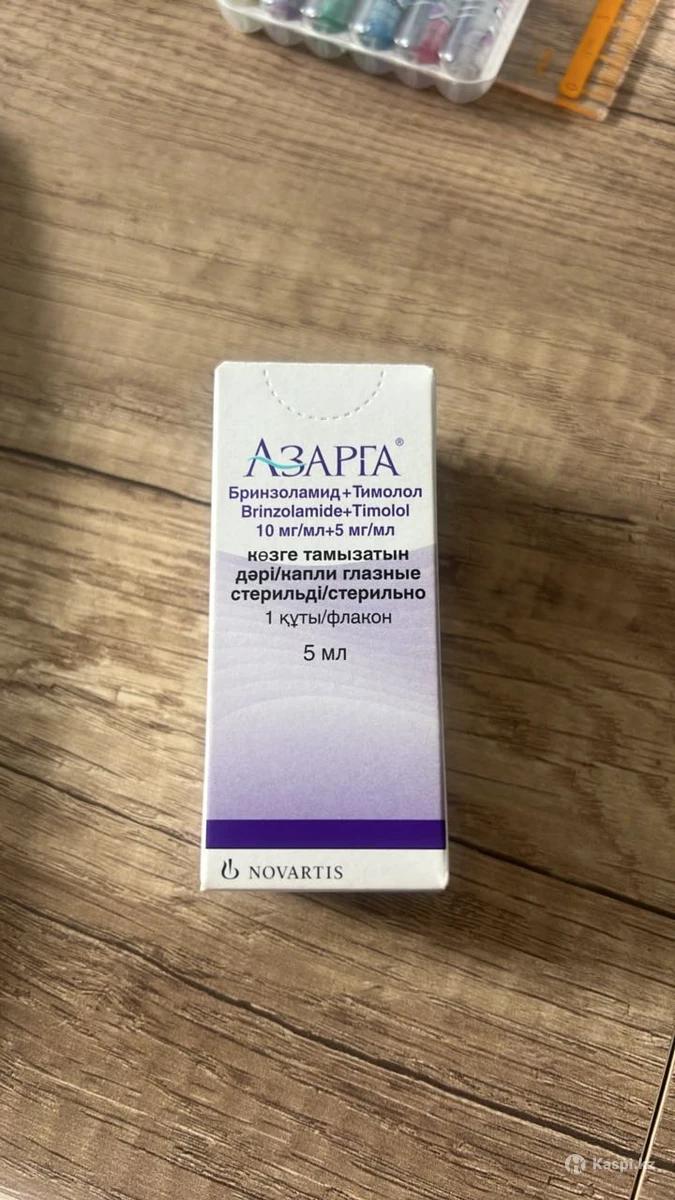 АЗАРГА®
Бринзоламид+Тимолол
Brinzolamide+Timolol
10 мг/мл+5 мг/мл
көзге тамызатын
дәрі/капли глазные
стерильді/стерильно
1 құты/флакон
5 мл
NOVARTIS
Kaspi.kz